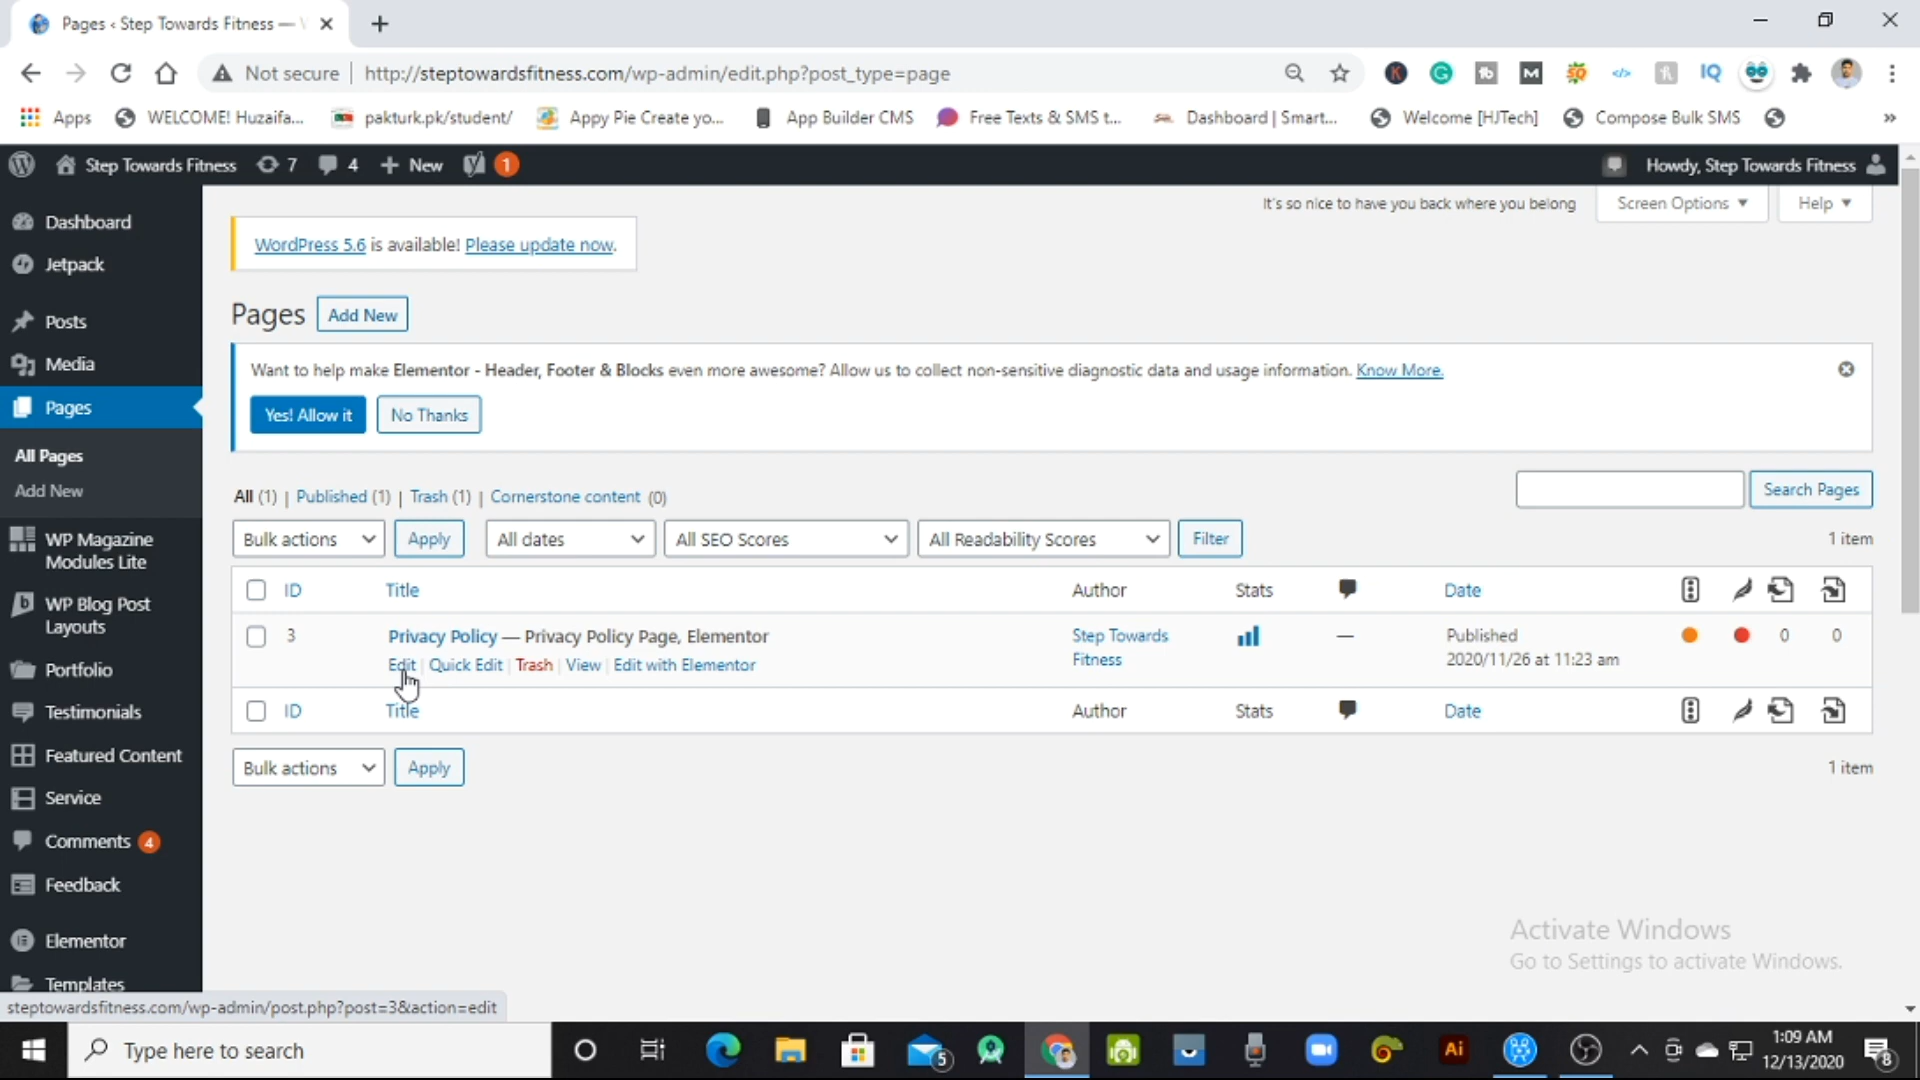 Pages ‹ Step Towards Fitness —
Not secure
http://steptowardsfitness.com/wp-admin/edit.php?post_type=page
Apps
WELCOME! Huzaifa...
pakturk.pk/student/
Appy Pie Create yo...
App Builder CMS
Free Texts & SMS t...
Dashboard | Smart...
Welcome [HJTech]
Compose Bulk SMS
»
Step Towards Fitness
7
4
New
1
Howdy, Step Towards Fitness
Dashboard
Jetpack
Posts
Media
Pages
All Pages
Add New
WP Magazine
Modules Lite
WP Blog Post
Layouts
Portfolio
Testimonials
Featured Content
Service
Comments 4
Feedback
Elementor
Templates
It's so nice to have you back where you belong
Screen Options
Help
WordPress 5.6 is available! Please update now.
Pages
Add New
Want to help make Elementor - Header, Footer & Blocks even more awesome? Allow us to collect non-sensitive diagnostic data and usage information. Know More.
Yes! Allow it
No Thanks
All (1) | Published (1) | Trash (1) | Cornerstone content (0)
Search Pages
Bulk actions
Apply
All dates
All SEO Scores
All Readability Scores
Filter
1 item
ID
Title
Author
Stats
Date
3
Privacy Policy — Privacy Policy Page, Elementor
Edit | Quick Edit | Trash | View | Edit with Elementor
Step Towards
Fitness
—
Published
2020/11/26 at 11:23 am
0
0
ID
Title
Author
Stats
Date
Bulk actions
Apply
1 item
Activate Windows
Go to Settings to activate Windows.
steptowardsfitness.com/wp-admin/post.php?post=3&action=edit
Type here to search
5
Ai
1:09 AM
12/13/2020
8